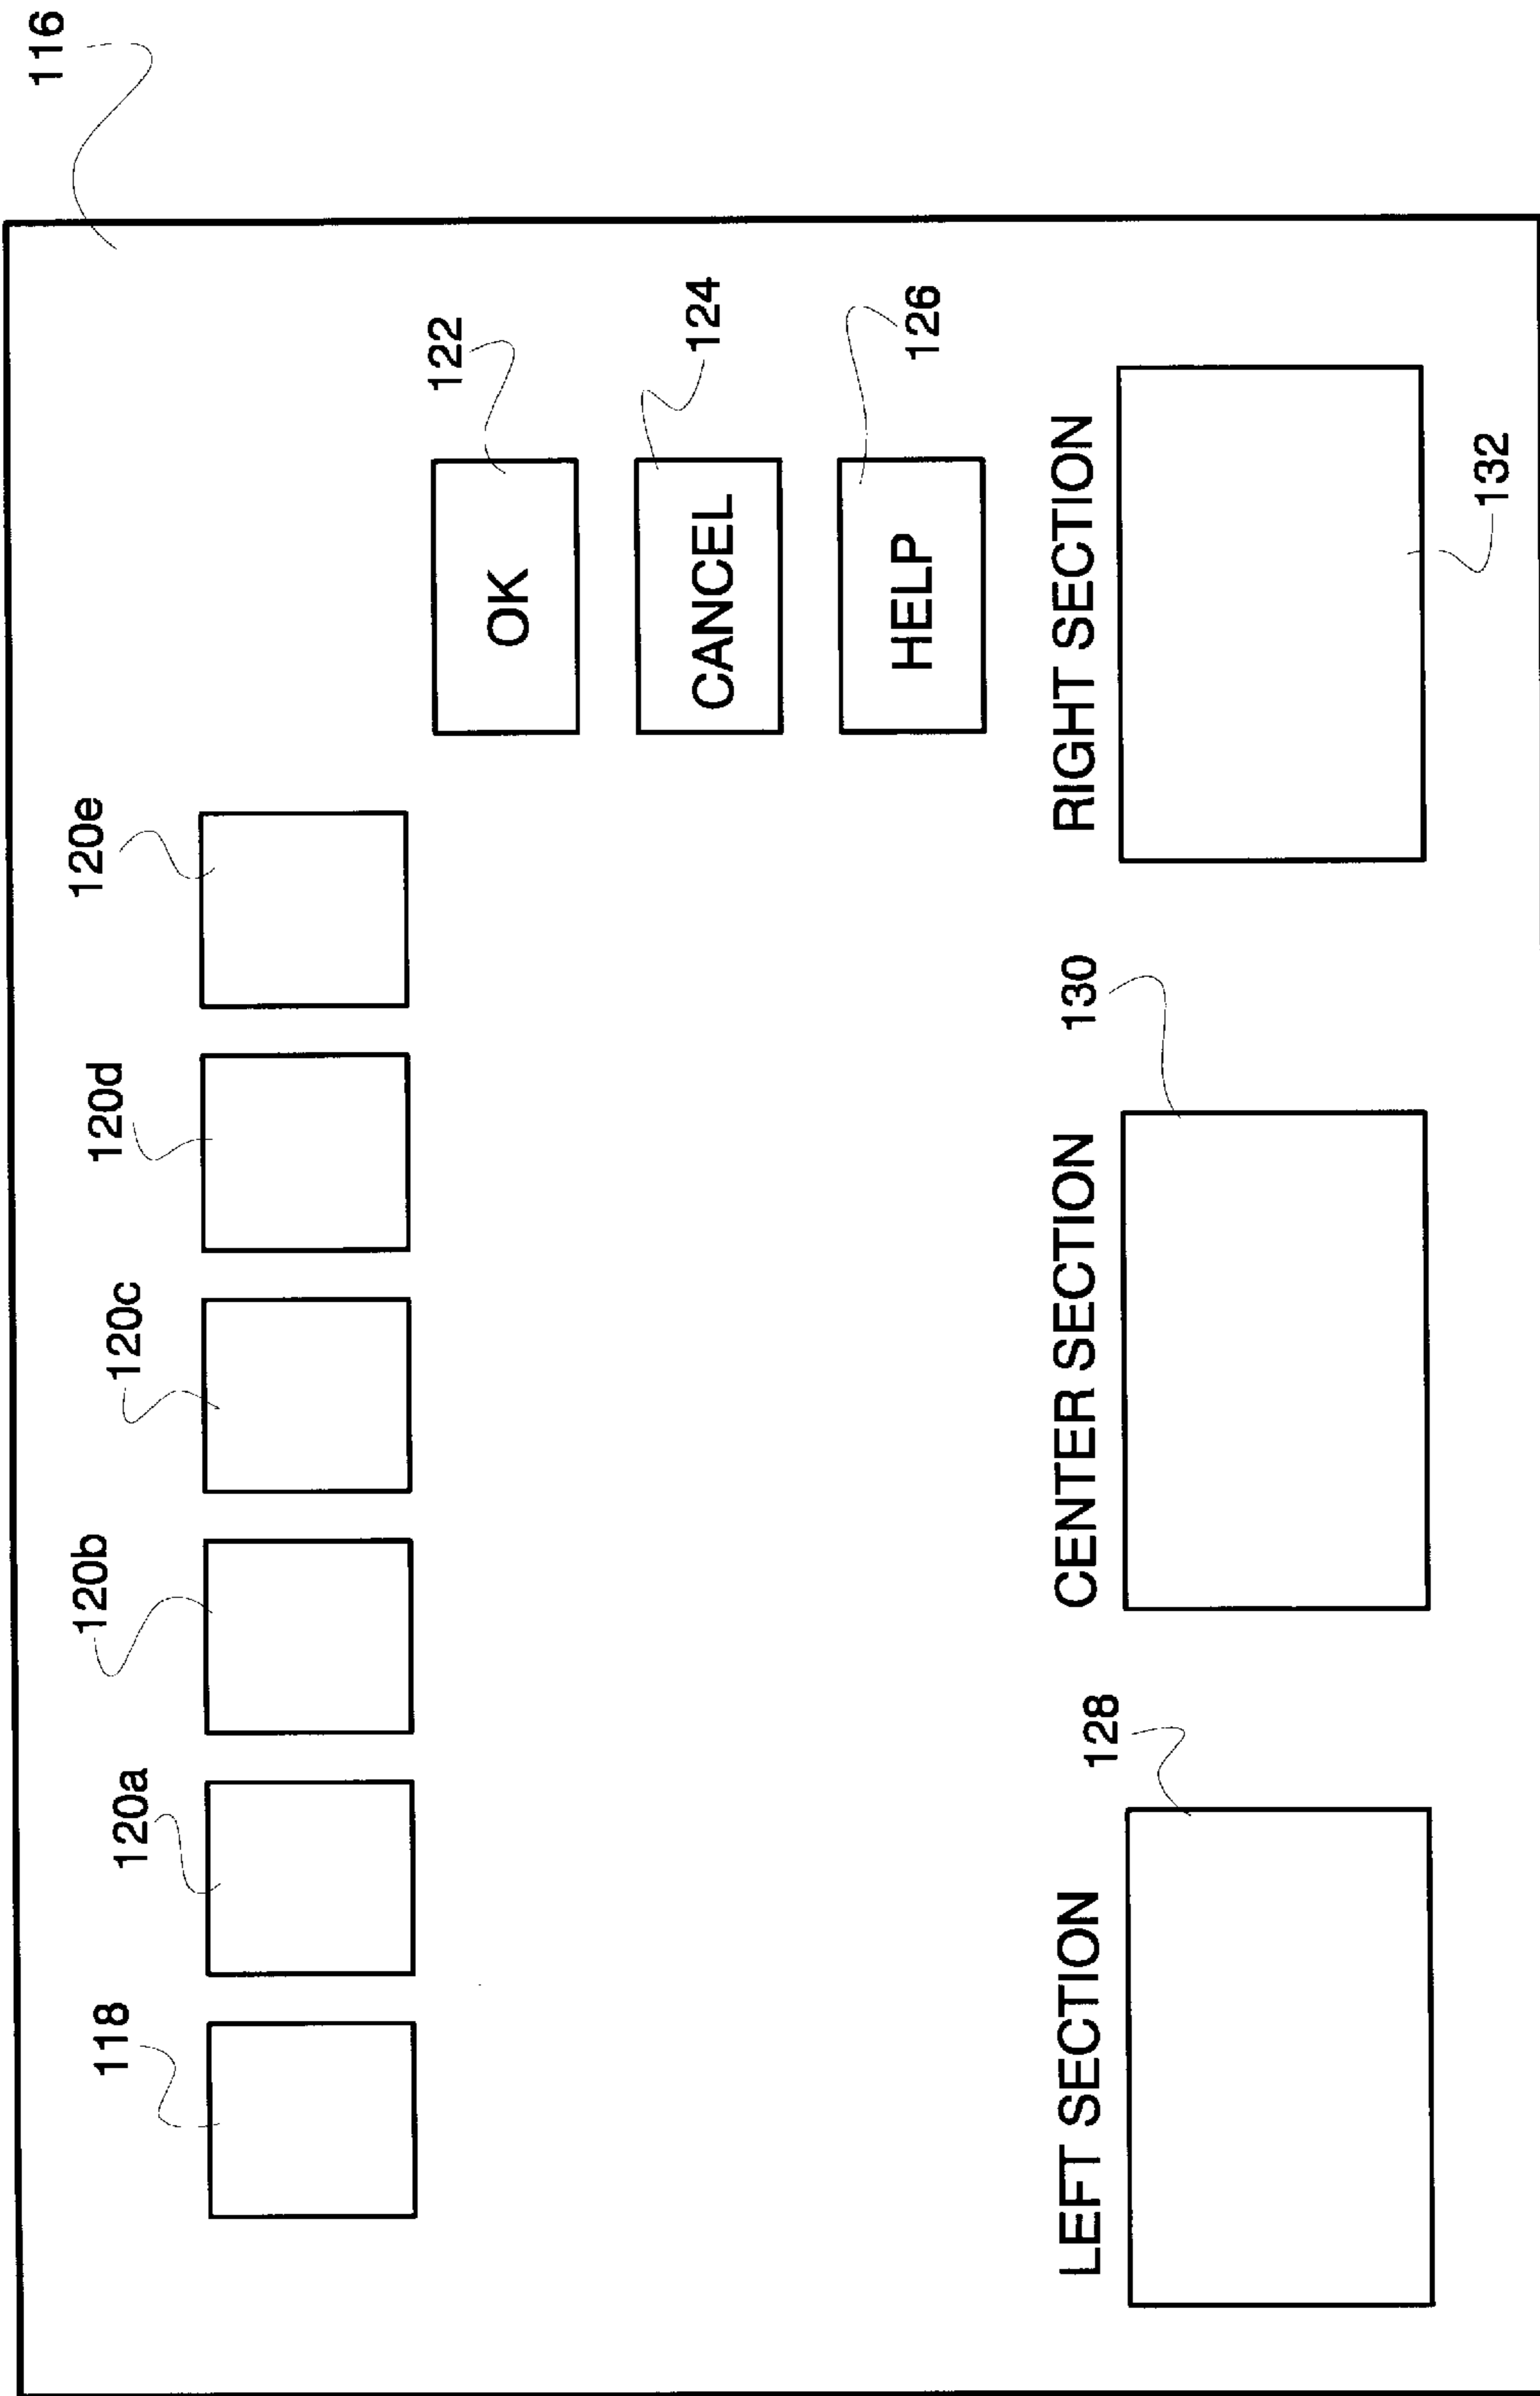 116
118
120a
120b
120c
120d
120e
OK
122
CANCEL
124
HELP
126
LEFT SECTION
128
CENTER SECTION
130
RIGHT SECTION
132